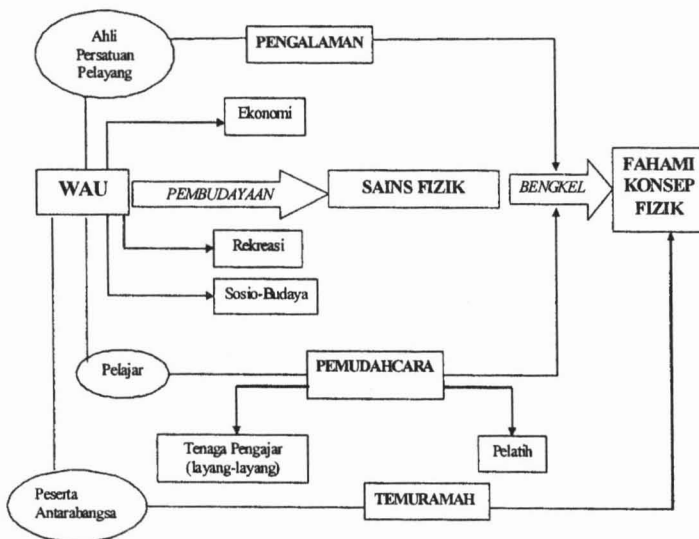 Ahli
Persatuan
Pelayang
PENGALAMAN
Ekonomi
WAU
PEMBUDAYAAN
SAINS FIZIK
BENGKEL
FAHAMI
KONSEP
FIZIK
Rekreasi
Sosio-Budaya
Pelajar
PEMUDAHCARA
Tenaga Pengajar
(layang-layang)
Pelatih
Peserta
Antarabangsa
TEMURAMAH